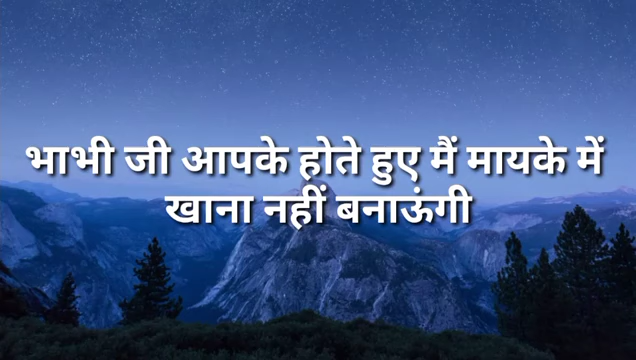 भाभी जी आपके होते हुए मैं मायके में
खाना नहीं बनाऊंगी